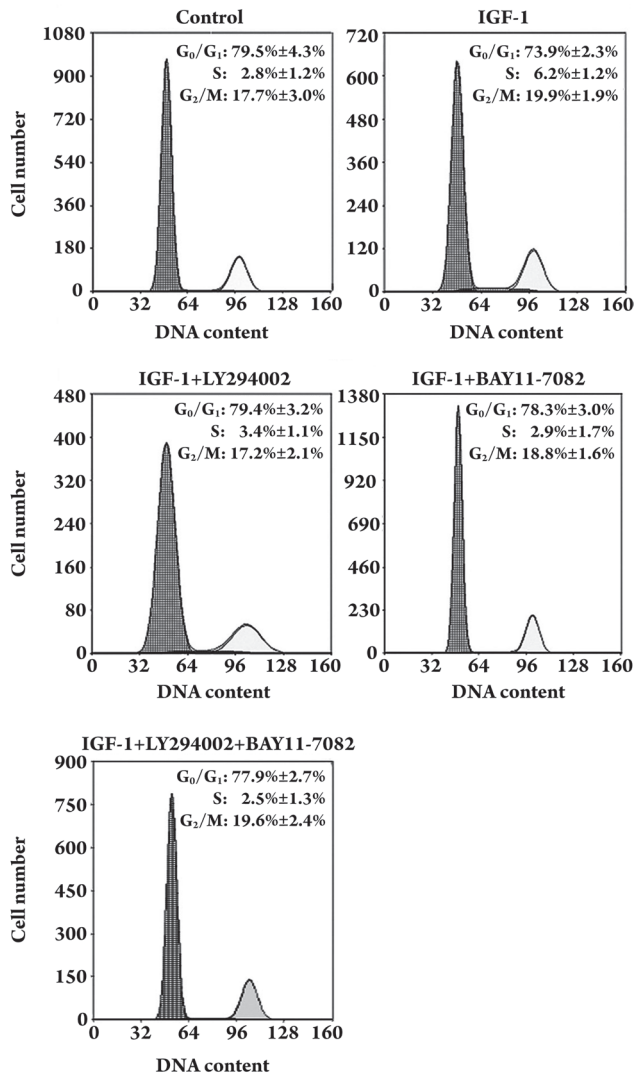 Control
G₀/G₁: 79.5%±4.3%
S: 2.8%±1.2%
G₂/M: 17.7%±3.0%
Cell number
1080
900
720
540
360
180
0
0 32 64 96 128 160
DNA content
IGF-1
G₀/G₁: 73.9%±2.3%
S: 6.2%±1.2%
G₂/M: 19.9%±1.9%
720
600
480
360
240
120
0
0 32 64 96 128 160
DNA content
IGF-1+LY294002
G₀/G₁: 79.4%±3.2%
S: 3.4%±1.1%
G₂/M: 17.2%±2.1%
Cell number
480
400
320
240
160
80
0
0 32 64 96 128 160
DNA content
IGF-1+BAY11-7082
G₀/G₁: 78.3%±3.0%
S: 2.9%±1.7%
G₂/M: 18.8%±1.6%
1380
1150
920
690
460
230
0
0 32 64 96 128 160
DNA content
IGF-1+LY294002+BAY11-7082
G₀/G₁: 77.9%±2.7%
S: 2.5%±1.3%
G₂/M: 19.6%±2.4%
Cell number
900
750
600
450
300
150
0
0 32 64 96 128 160
DNA content